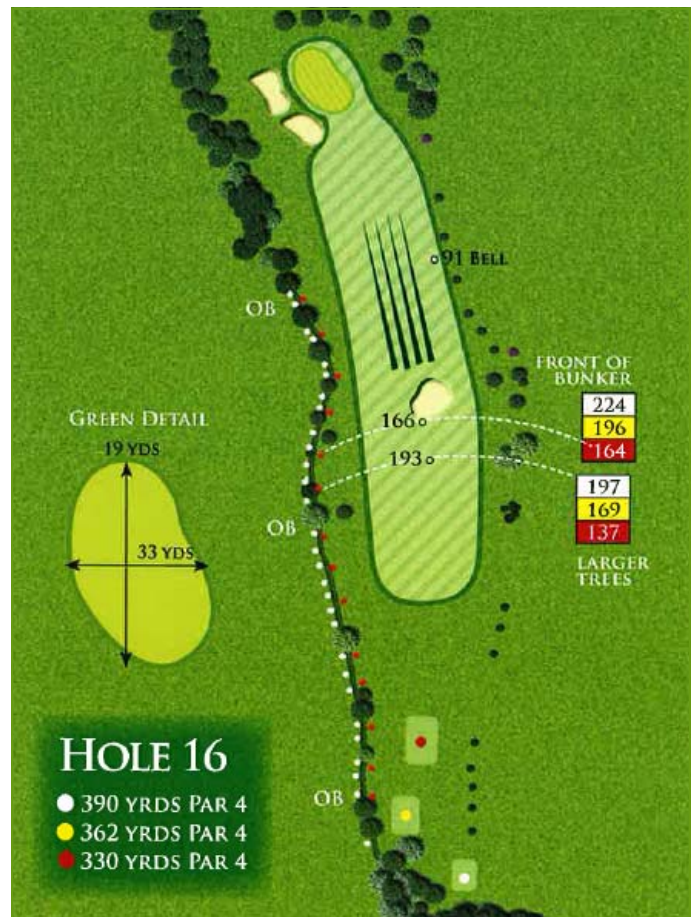 91 BELL
OB
FRONT OF
BUNKER
224
196
164
166
GREEN DETAIL
19 YDS
193
197
169
137
OB
33 YDS
LARGER
TREES
HOLE 16
390 YRDS PAR 4
362 YRDS PAR 4
330 YRDS PAR 4
OB